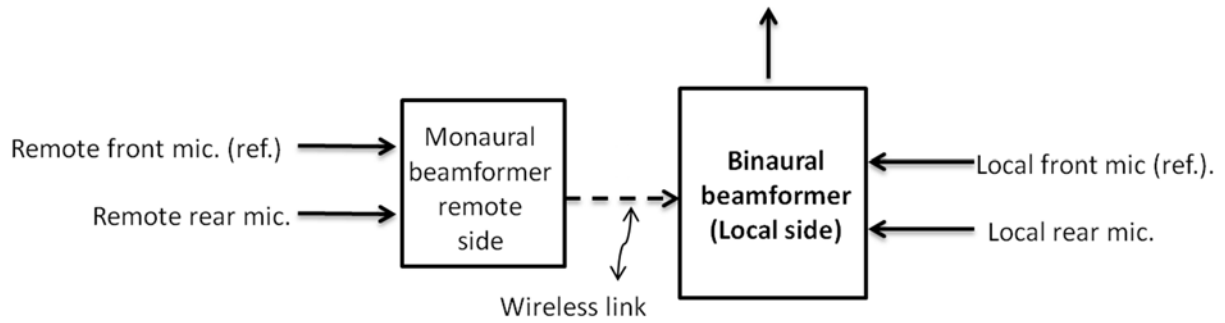 Remote front mic. (ref.)
Remote rear mic.
Monaural
beamformer
remote
side
Wireless link
Binaural
beamformer
(Local side)
Local front mic (ref.).
Local rear mic.